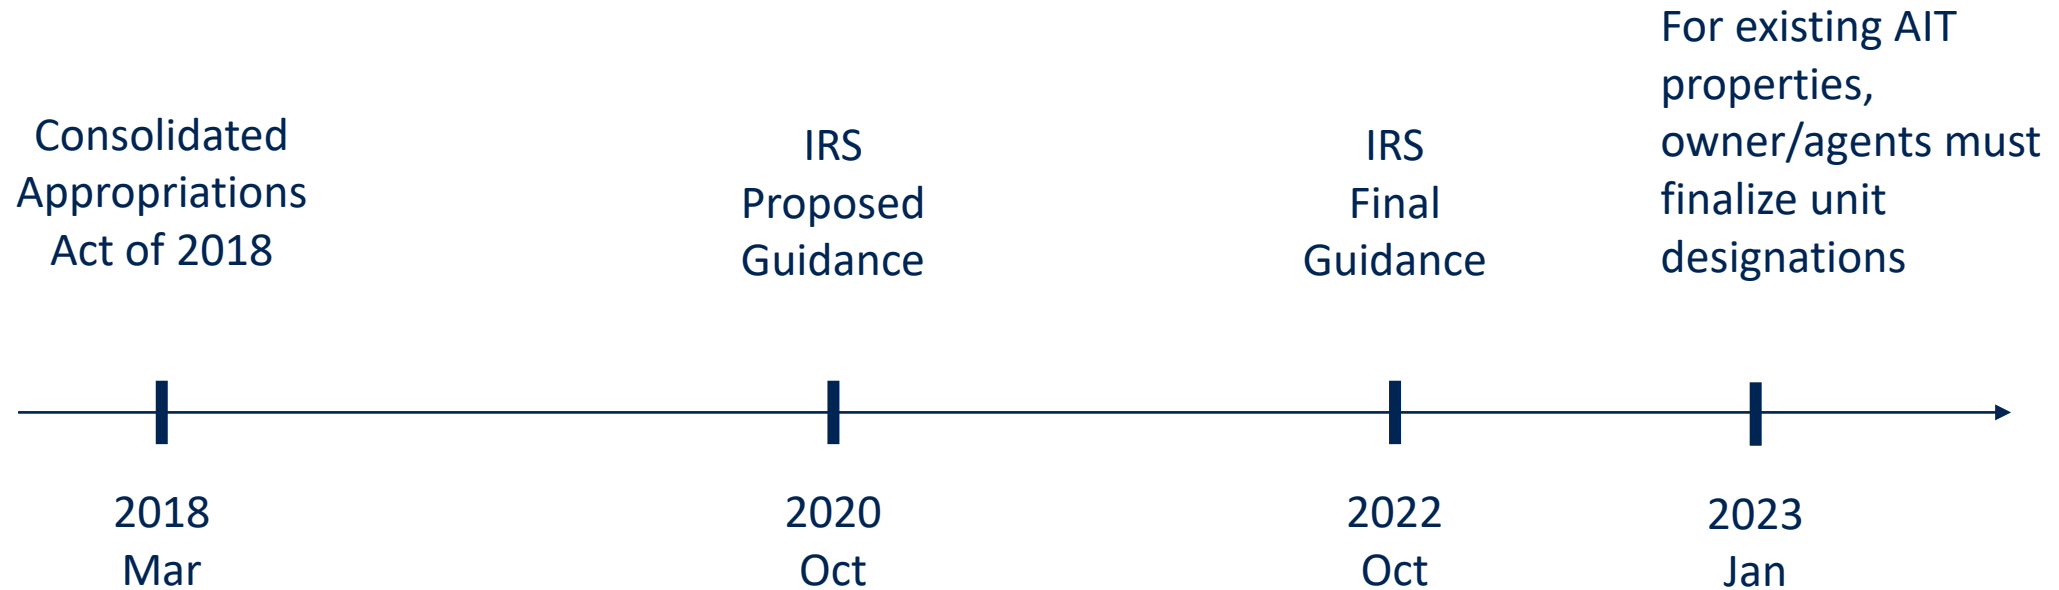 Consolidated
Appropriations
Act of 2018
IRS
Proposed
Guidance
IRS
Final
Guidance
For existing AIT
properties,
owner/agents must
finalize unit
designations
2018
Mar
2020
Oct
2022
Oct
2023
Jan